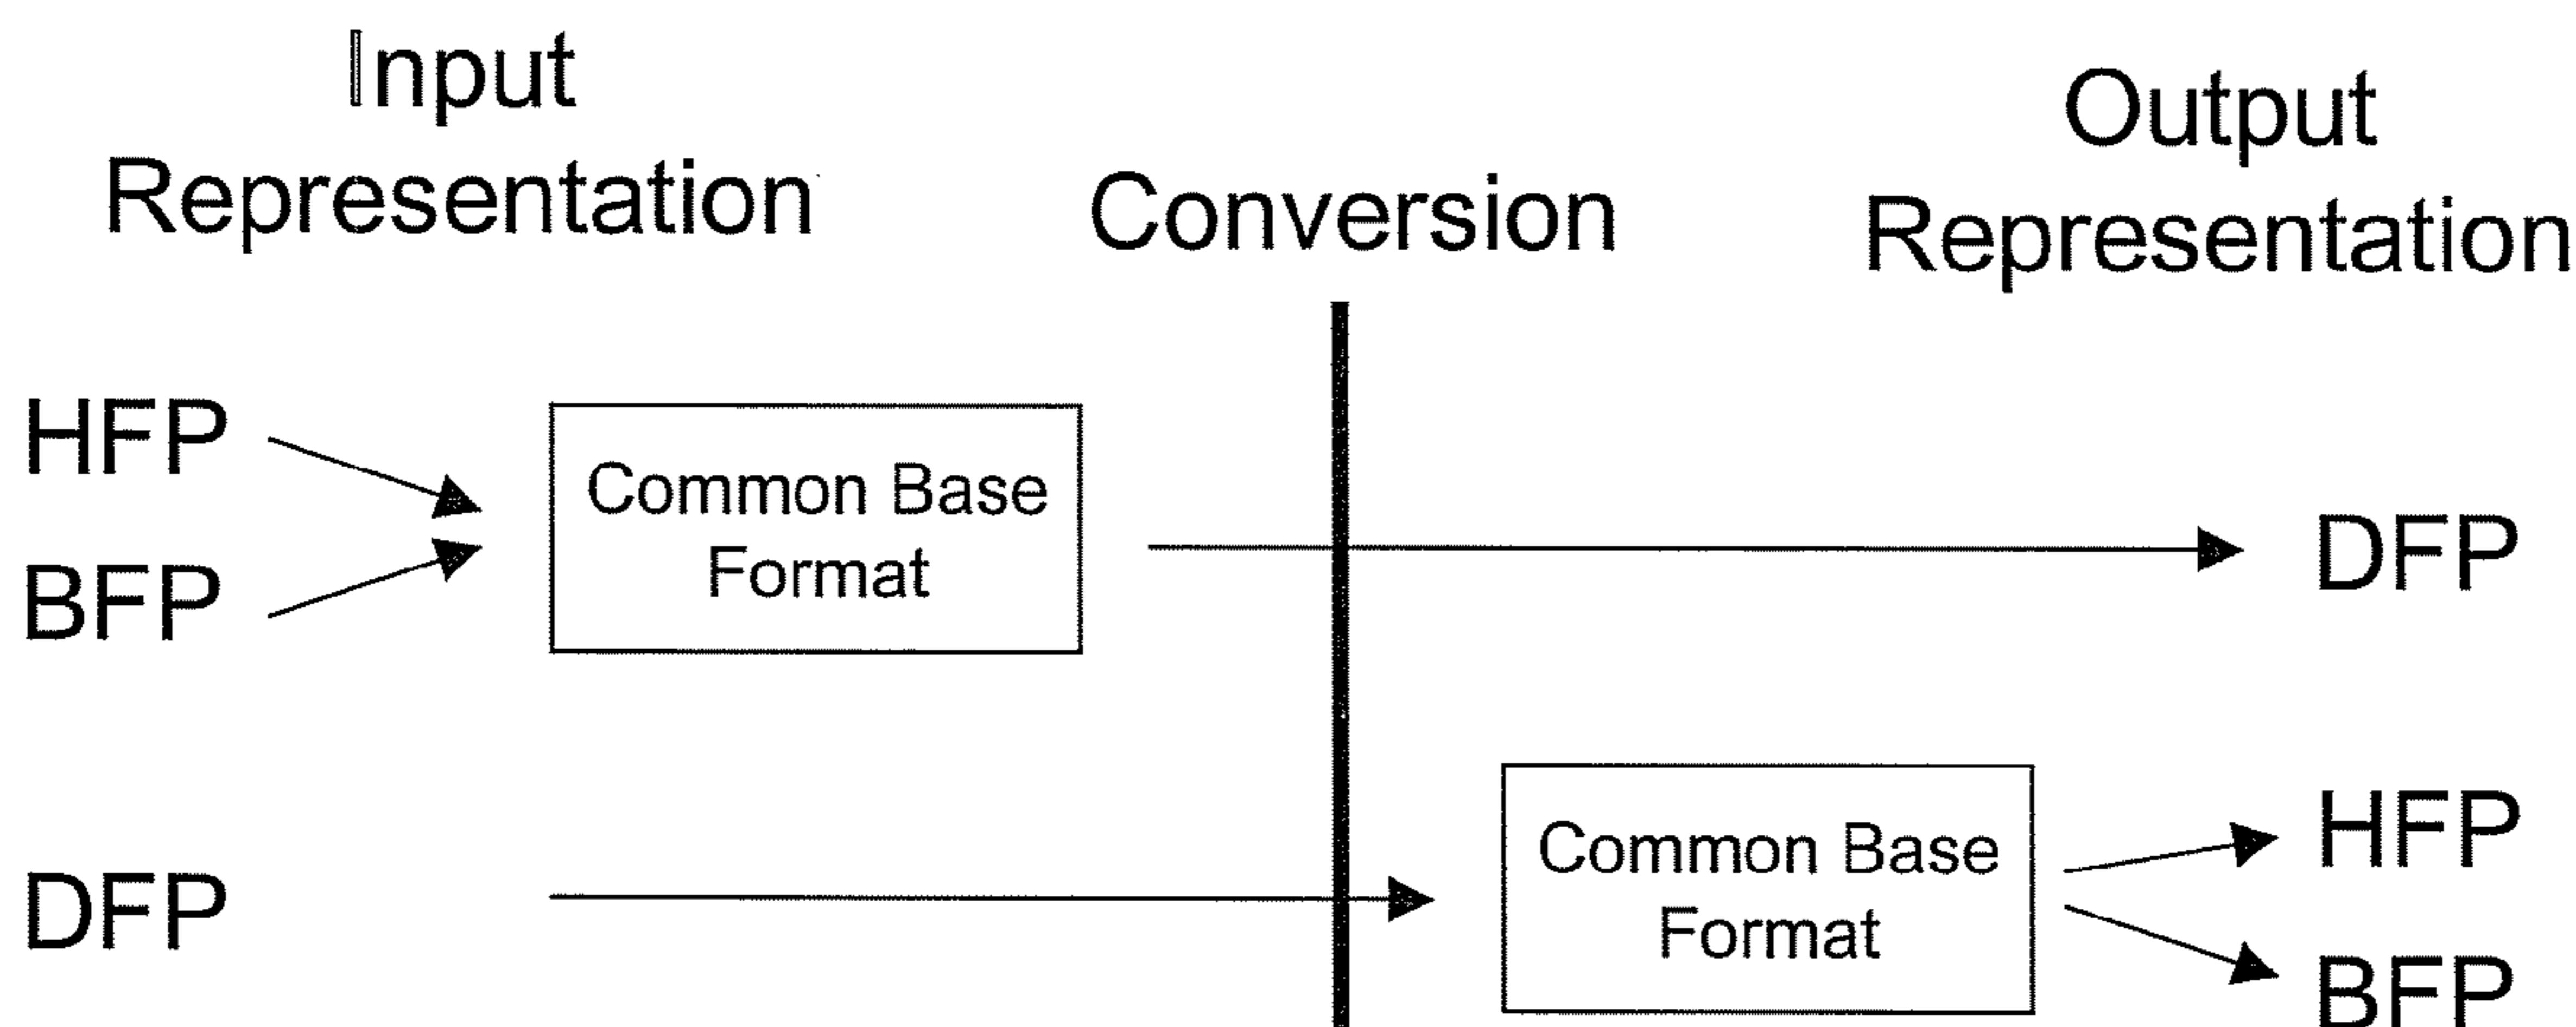 Input
Representation
Conversion
Output
Representation
HFP
BFP
Common Base
Format
DFP
DFP
Common Base
Format
HFP
BFP